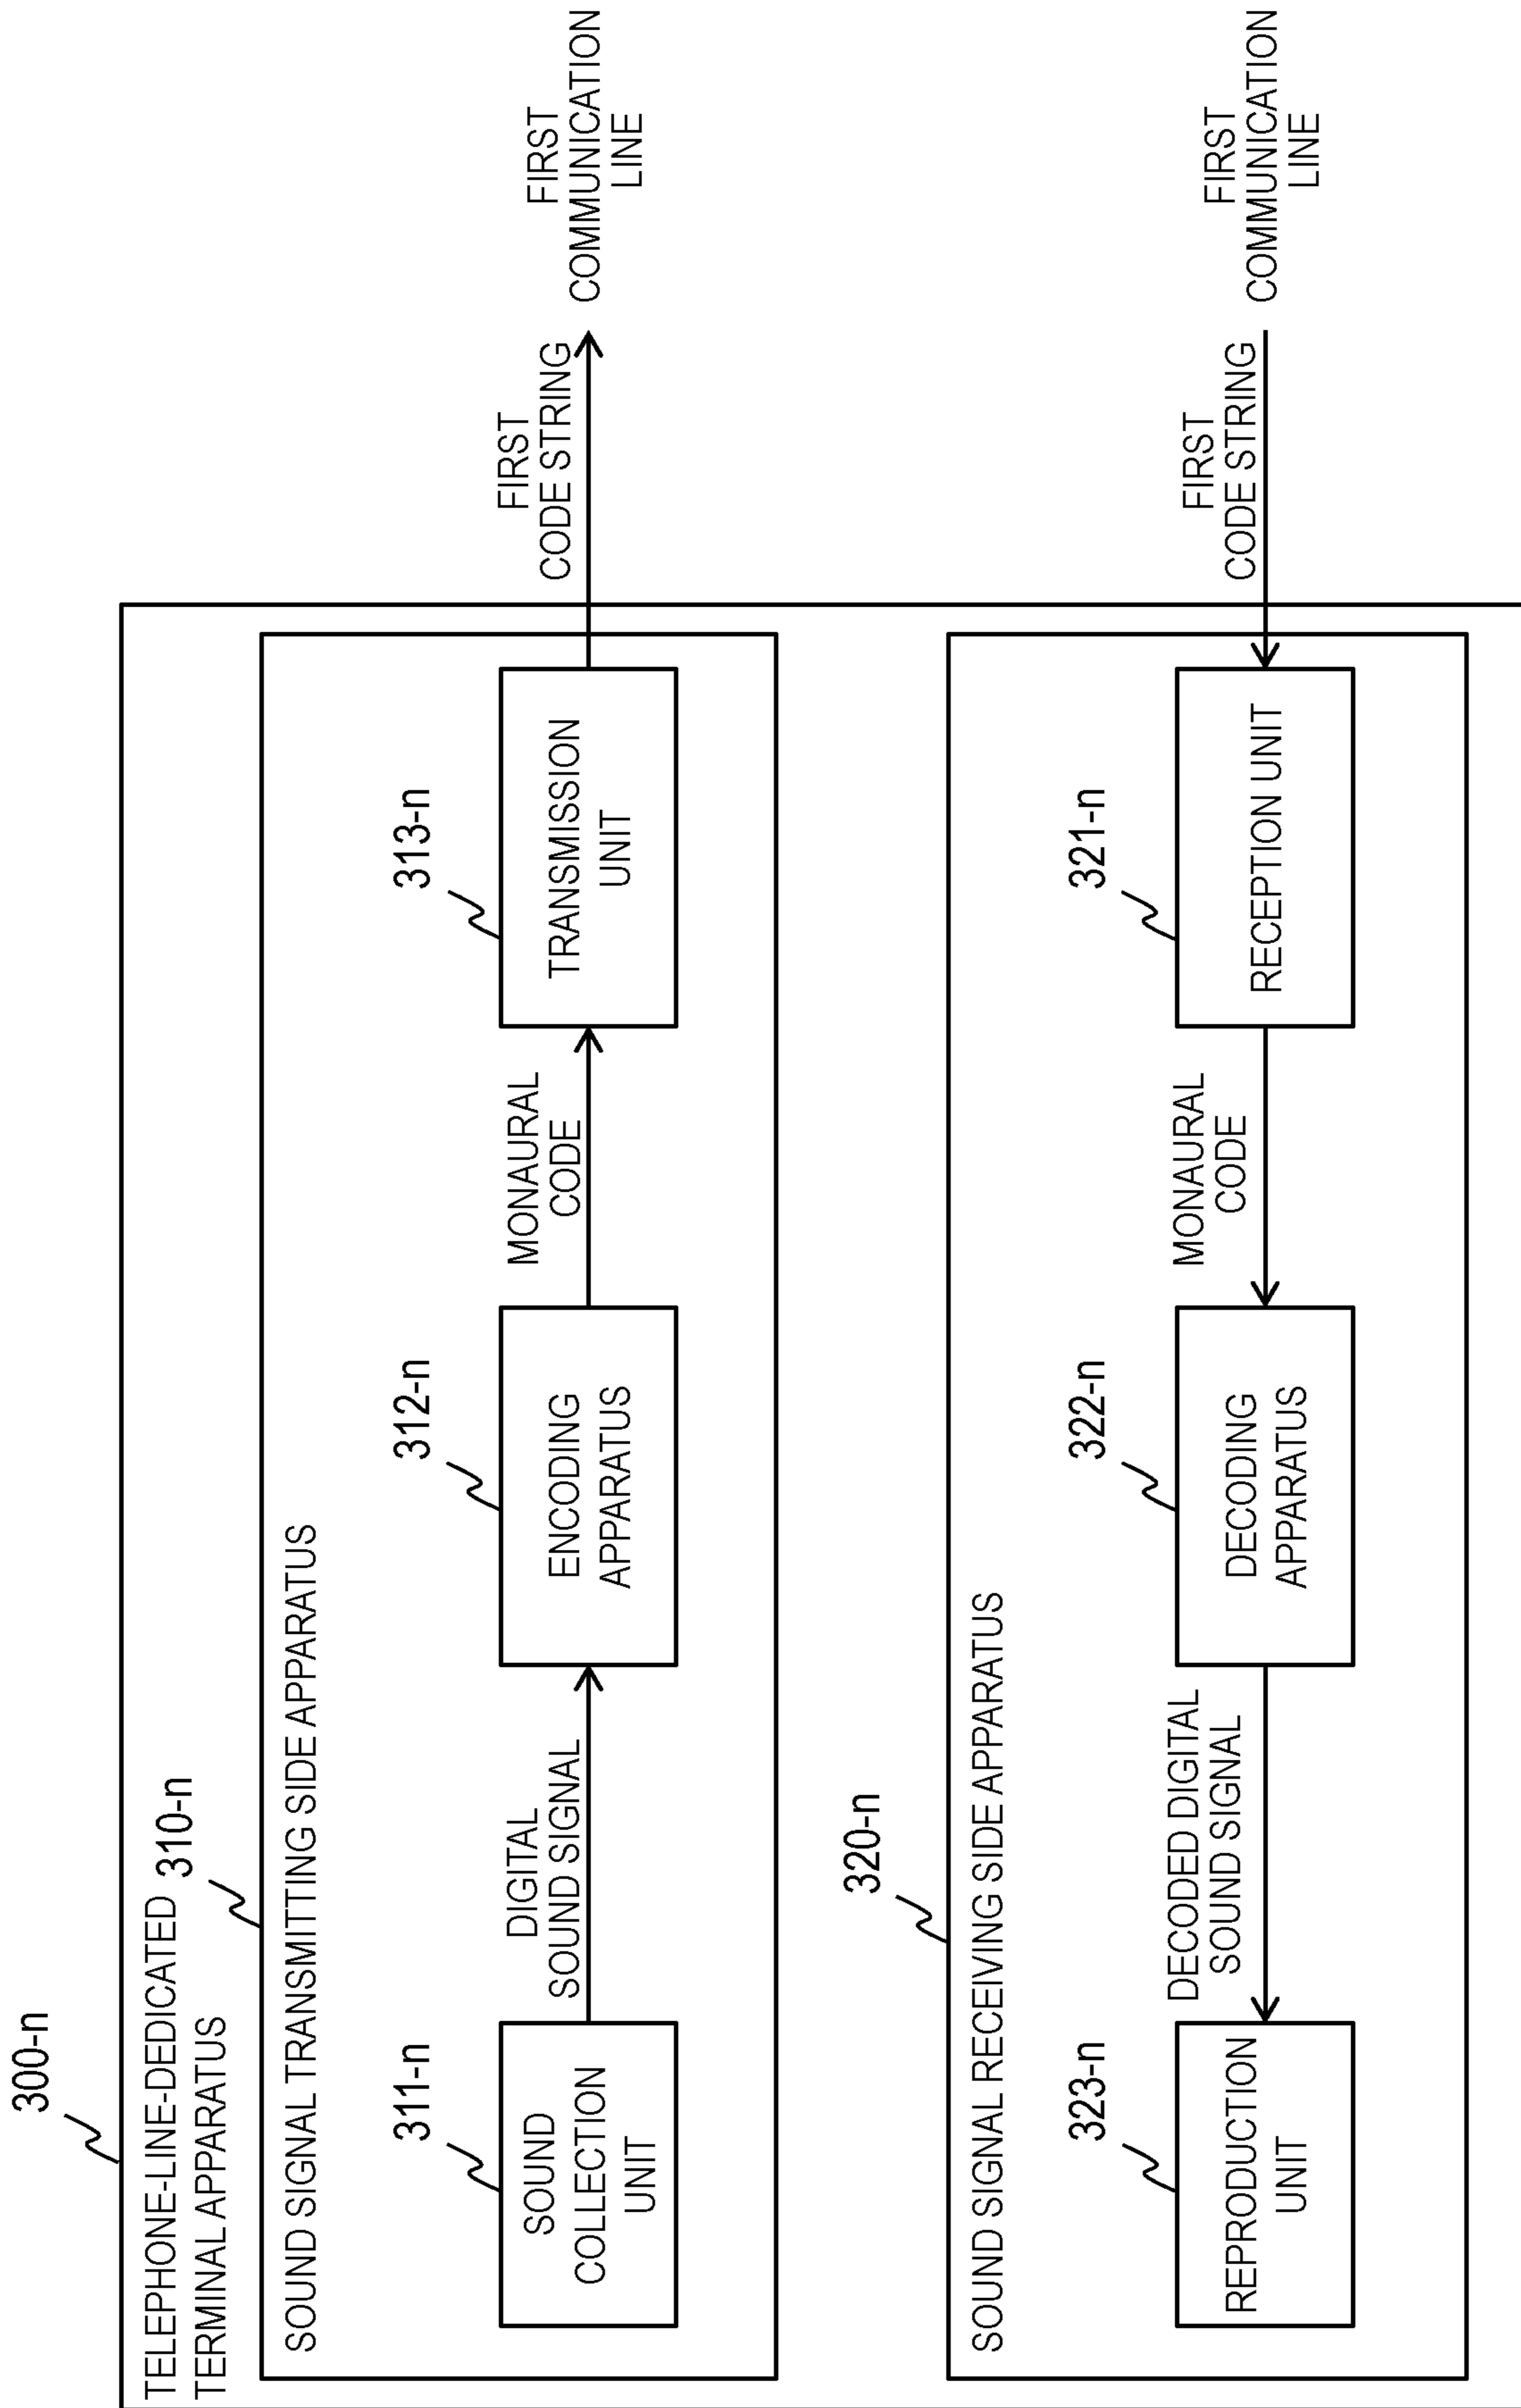 300-n
TELEPHONE-LINE-DEDICATED
TERMINAL APPARATUS
310-n
SOUND SIGNAL TRANSMITTING SIDE APPARATUS
311-n
SOUND
COLLECTION
UNIT
DIGITAL
SOUND SIGNAL
312-n
ENCODING
APPARATUS
MONAURAL
CODE
313-n
TRANSMISSION
UNIT
FIRST
CODE STRING
FIRST
COMMUNICATION
LINE
320-n
SOUND SIGNAL RECEIVING SIDE APPARATUS
323-n
REPRODUCTION
UNIT
DECODED DIGITAL
SOUND SIGNAL
322-n
DECODING
APPARATUS
MONAURAL
CODE
321-n
RECEPTION UNIT
FIRST
CODE STRING
FIRST
COMMUNICATION
LINE